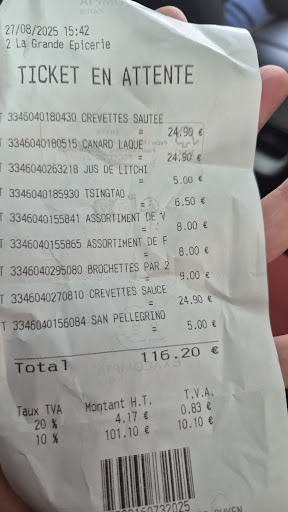 27/08/2025 15:42
2 La Grande Epicerie
TICKET EN ATTENTE
T 3346040180430 CREVETTES SAUTEE
= 24.90 €
T 3346040180515 CANARD LAQUE
= 24.90 €
T 3346040263218 JUS DE LITCHI
= 5.00 €
T 3346040185930 TSINGTAO
= 6.50 €
T 3346040155841 ASSORTIMENT DE V
= 8.00 €
T 3346040155865 ASSORTIMENT DE F
= 8.00 €
T 3346040295080 BROCHETTES PAR 2
= 9.00 €
T 3346040270810 CREVETTES SAUCE
= 24.90 €
T 3346040156084 SAN PELLEGRINO
= 5.00 €
Total 116.20 €
Taux TVA Montant H.T. T.V.A.
20 % 4.17 € 0.83 €
10 % 101.10 € 10.10 €